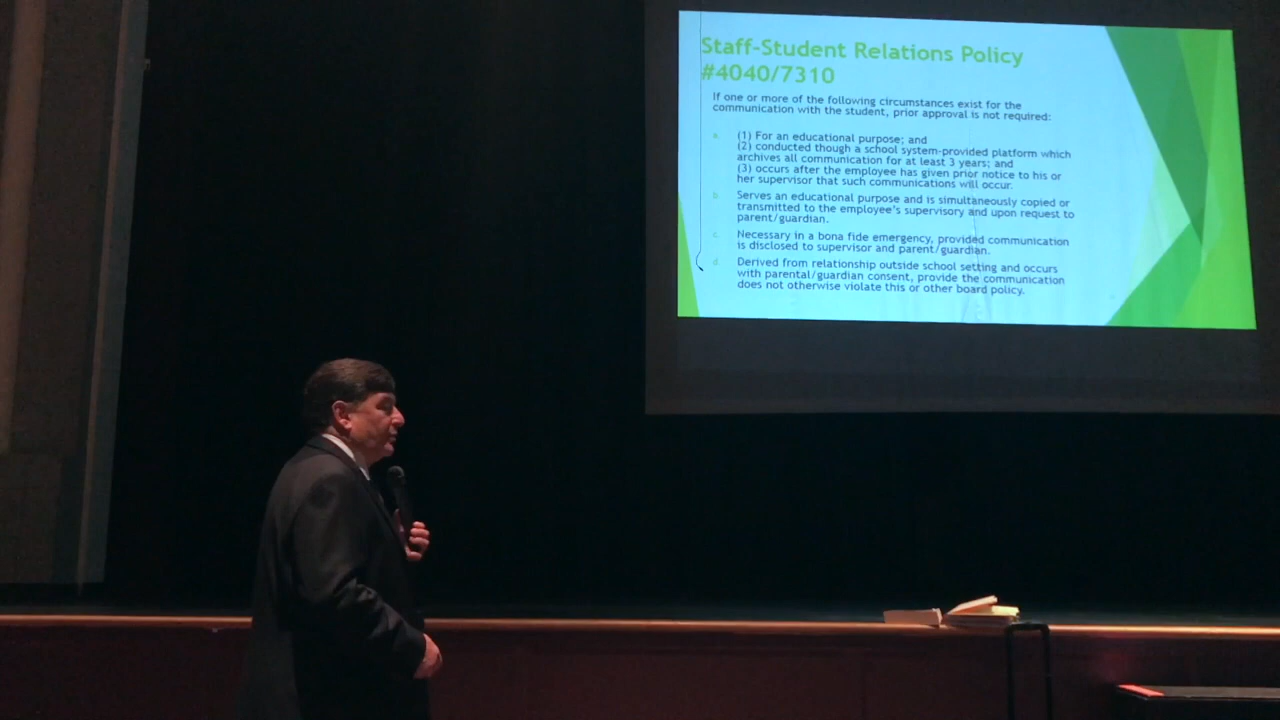 Staff-Student Relations Policy
#4040/7310
If one or more of the following circumstances exist for the
communication with the student, prior approval is not required:
a. (1) For an educational purpose; and
(2) conducted though a school system-provided platform which
archives all communication for at least 3 years; and
(3) occurs after the employee has given prior notice to his or
her supervisor that such communications will occur.
b. Serves an educational purpose and is simultaneously copied or
transmitted to the employee's supervisory and upon request to
parent/guardian.
c. Necessary in a bona fide emergency, provided communication
is disclosed to supervisor and parent/guardian.
d. Derived from relationship outside school setting and occurs
with parental/guardian consent, provide the communication
does not otherwise violate this or other board policy.